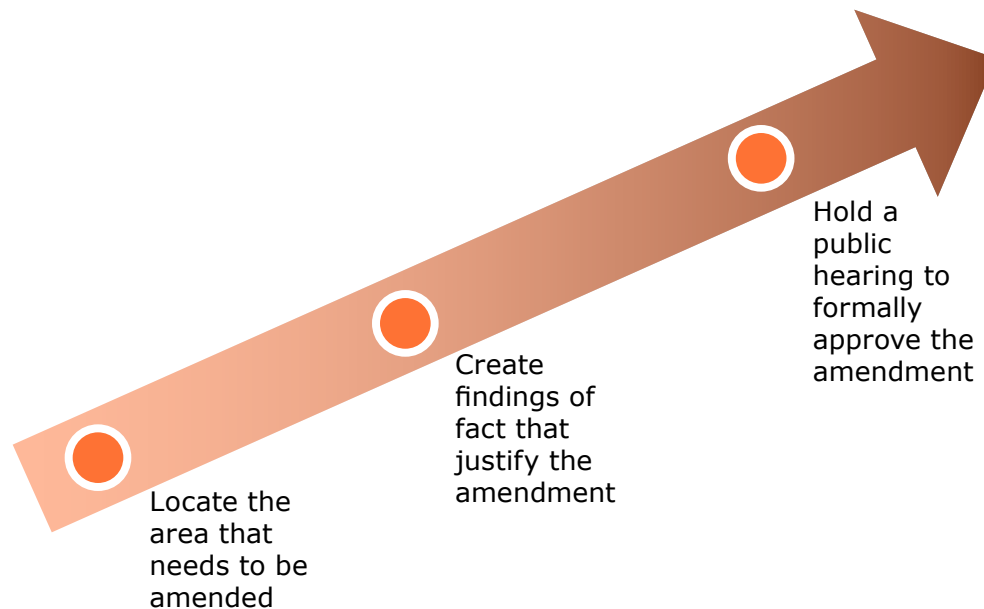 Locate the
area that
needs to be
amended
Create
findings of
fact that
justify the
amendment
Hold a
public
hearing to
formally
approve the
amendment